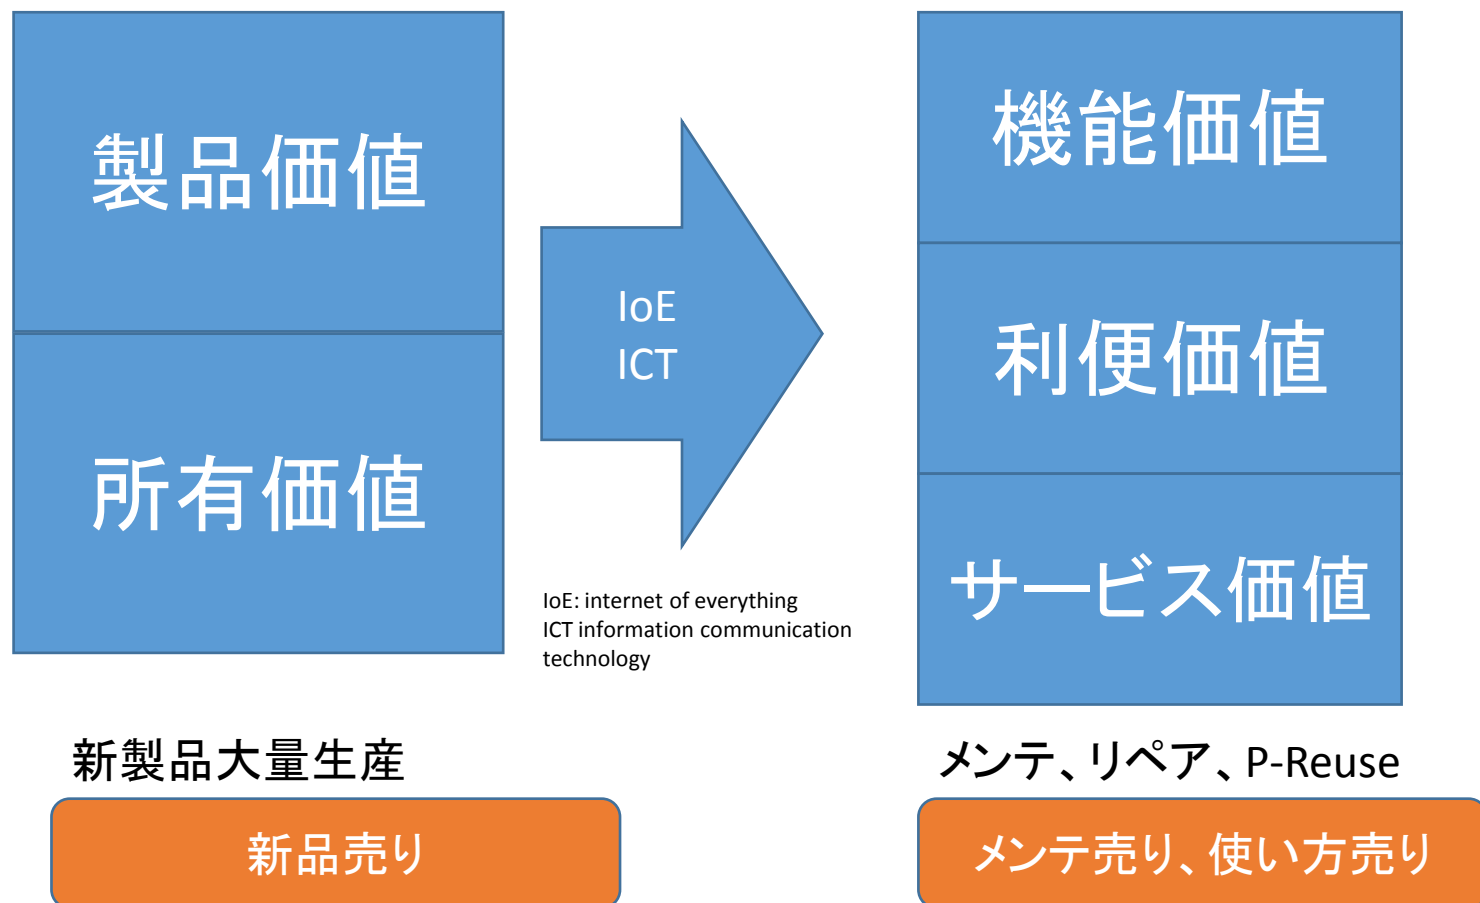 製品価値
所有価値
IoE
ICT
IoE: internet of everything
ICT information communication
technology
機能価値
利便価値
サービス価値
新製品大量生産
新品売り
メンテ、リペア、P-Reuse
メンテ売り、使い方売り